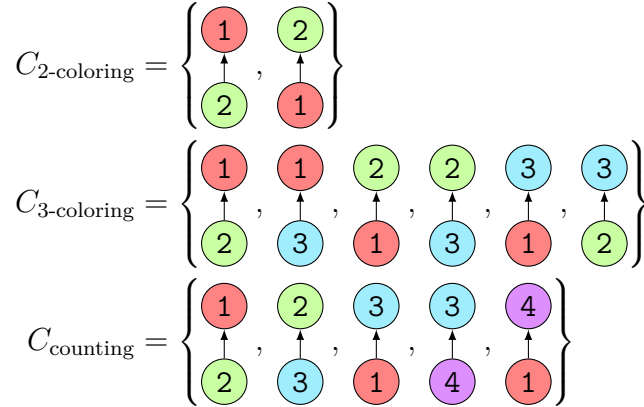 C2-coloring = { 1 2 , 2 1 }
C3-coloring = { 1 2 , 1 3 , 2 1 , 2 3 , 3 1 , 3 2 }
Ccounting = { 1 2 , 2 3 , 3 1 , 3 4 , 4 1 }